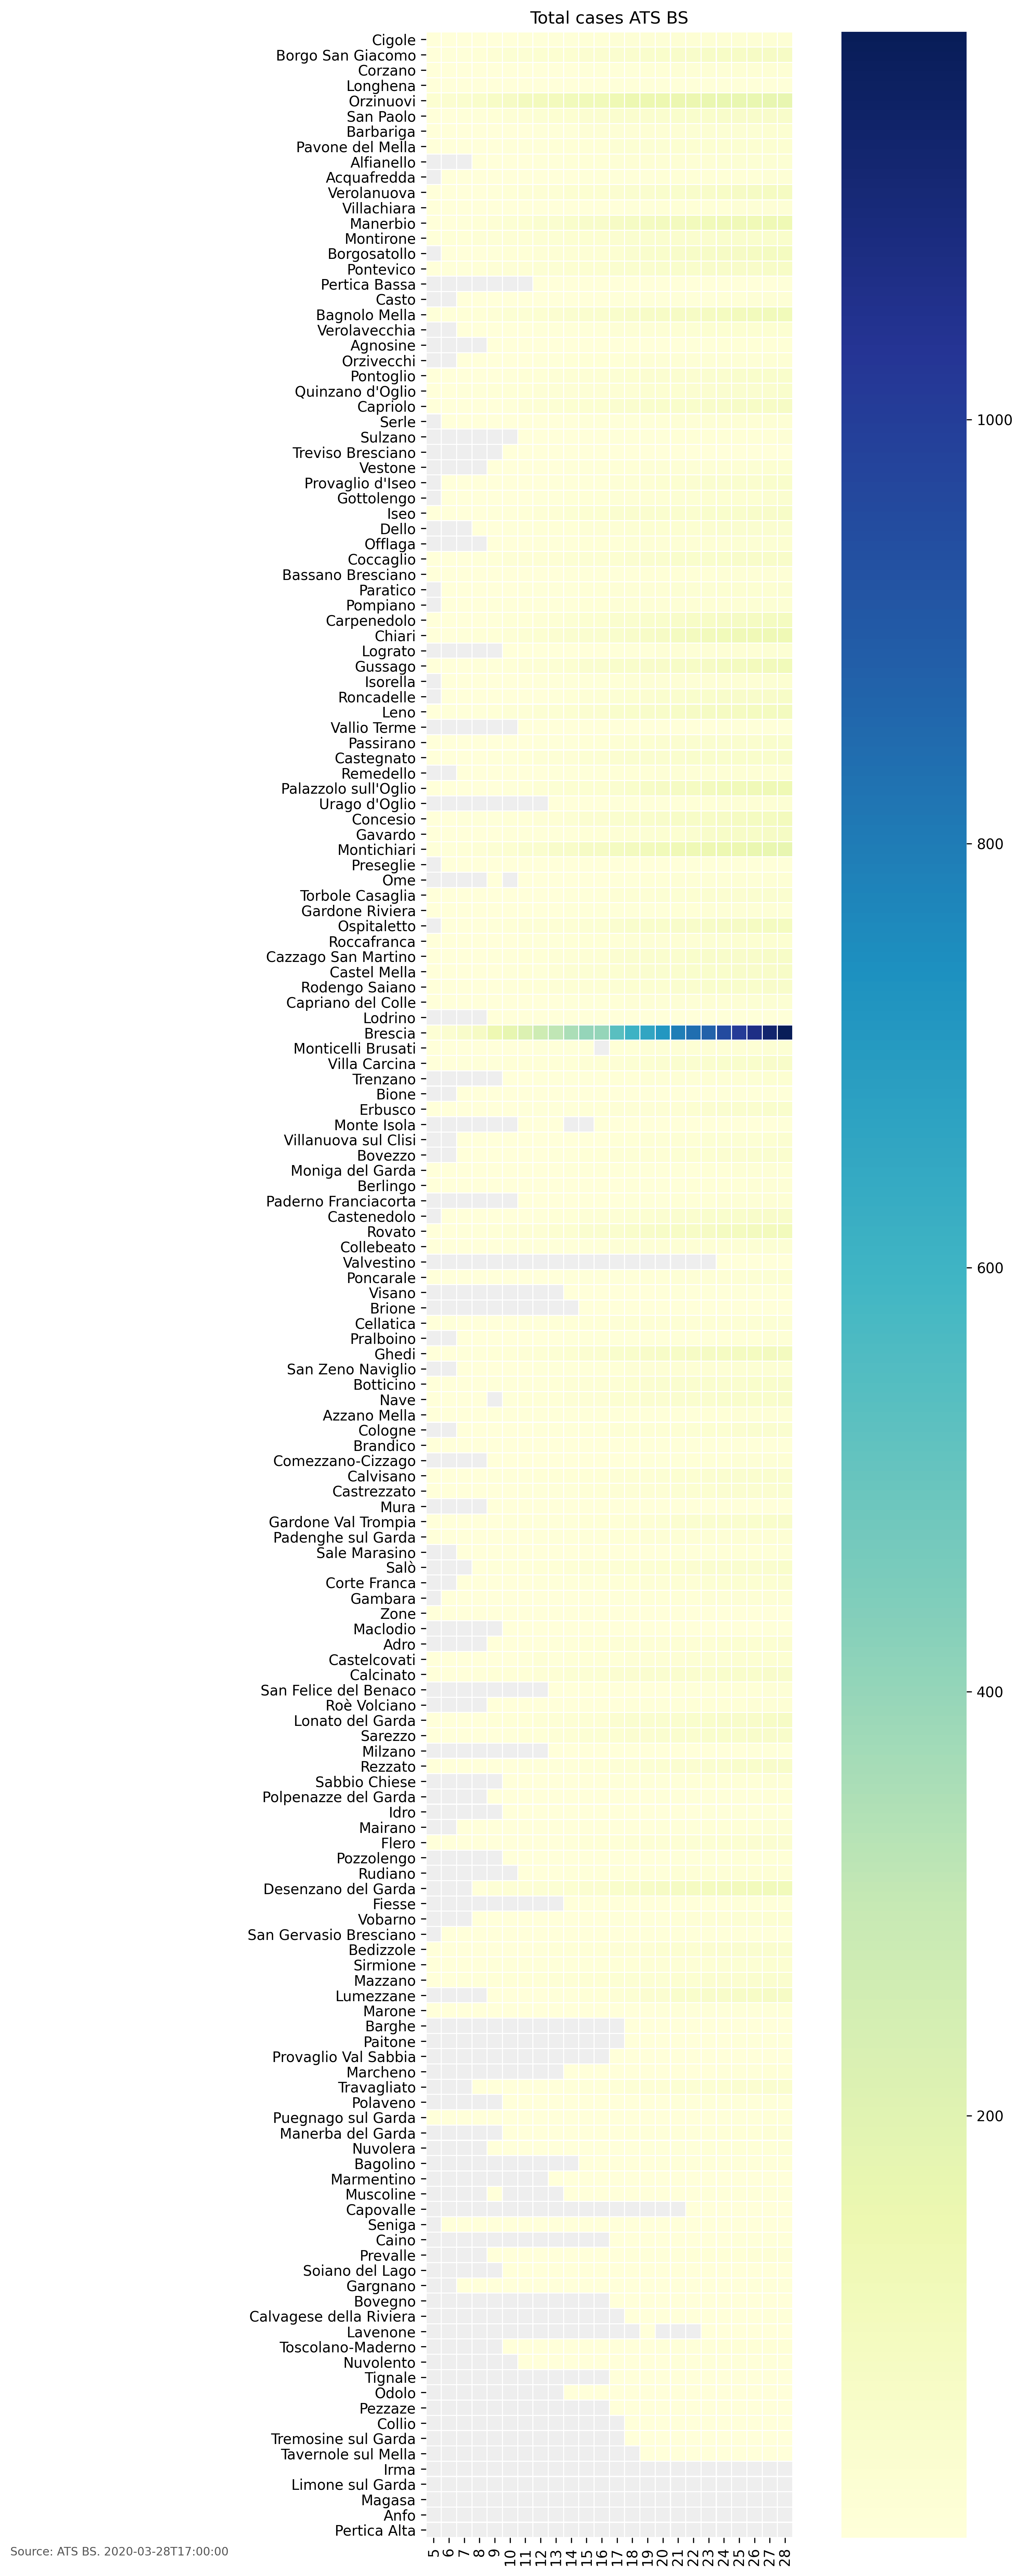 Total cases ATS BS
Cigole
Borgo San Giacomo
Corzano
Longhena
Orzinuovi
San Paolo
Barbariga
Pavone del Mella
Alfianello
Acquafredda
Verolanuova
Villachiara
Manerbio
Montirone
Borgosatollo
Pontevico
Pertica Bassa
Casto
Bagnolo Mella
Verolavecchia
Agnosine
Orzivecchi
Pontoglio
Quinzano d'Oglio
Capriolo
Serle
Sulzano
Treviso Bresciano
Vestone
Provaglio d'Iseo
Gottolengo
Iseo
Dello
Offlaga
Coccaglio
Bassano Bresciano
Paratico
Pompiano
Carpenedolo
Chiari
Lograto
Gussago
Isorella
Roncadelle
Leno
Vallio Terme
Passirano
Castegnato
Remedello
Palazzolo sull'Oglio
Urago d'Oglio
Concesio
Gavardo
Montichiari
Preseglie
Ome
Torbole Casaglia
Gardone Riviera
Ospitaletto
Roccafranca
Cazzago San Martino
Castel Mella
Rodengo Saiano
Capriano del Colle
Lodrino
Brescia
Monticelli Brusati
Villa Carcina
Trenzano
Bione
Erbusco
Monte Isola
Villanuova sul Clisi
Bovezzo
Moniga del Garda
Berlingo
Paderno Franciacorta
Castenedolo
Rovato
Collebeato
Valvestino
Poncarale
Visano
Brione
Cellatica
Pralboino
Ghedi
San Zeno Naviglio
Botticino
Nave
Azzano Mella
Cologne
Brandico
Comezzano-Cizzago
Calvisano
Castrezzato
Mura
Gardone Val Trompia
Padenghe sul Garda
Sale Marasino
Salò
Corte Franca
Gambara
Zone
Maclodio
Adro
Castelcovati
Calcinato
San Felice del Benaco
Roè Volciano
Lonato del Garda
Sarezzo
Milzano
Rezzato
Sabbio Chiese
Polpenazze del Garda
Idro
Mairano
Flero
Pozzolengo
Rudiano
Desenzano del Garda
Fiesse
Vobarno
San Gervasio Bresciano
Bedizzole
Sirmione
Mazzano
Lumezzane
Marone
Barghe
Paitone
Provaglio Val Sabbia
Marcheno
Travagliato
Polaveno
Puegnago sul Garda
Manerba del Garda
Nuvolera
Bagolino
Marmentino
Muscoline
Capovalle
Seniga
Caino
Prevalle
Soiano del Lago
Gargnano
Bovegno
Calvagese della Riviera
Lavenone
Toscolano-Maderno
Nuvolento
Tignale
Odolo
Pezzaze
Collio
Tremosine sul Garda
Tavernole sul Mella
Irma
Limone sul Garda
Magasa
Anfo
Pertica Alta
5 6 7 8 9 10 11 12 13 14 15 16 17 18 19 20 21 22 23 24 25 26 27 28
1000
800
600
400
200
Source: ATS BS. 2020-03-28T17:00:00